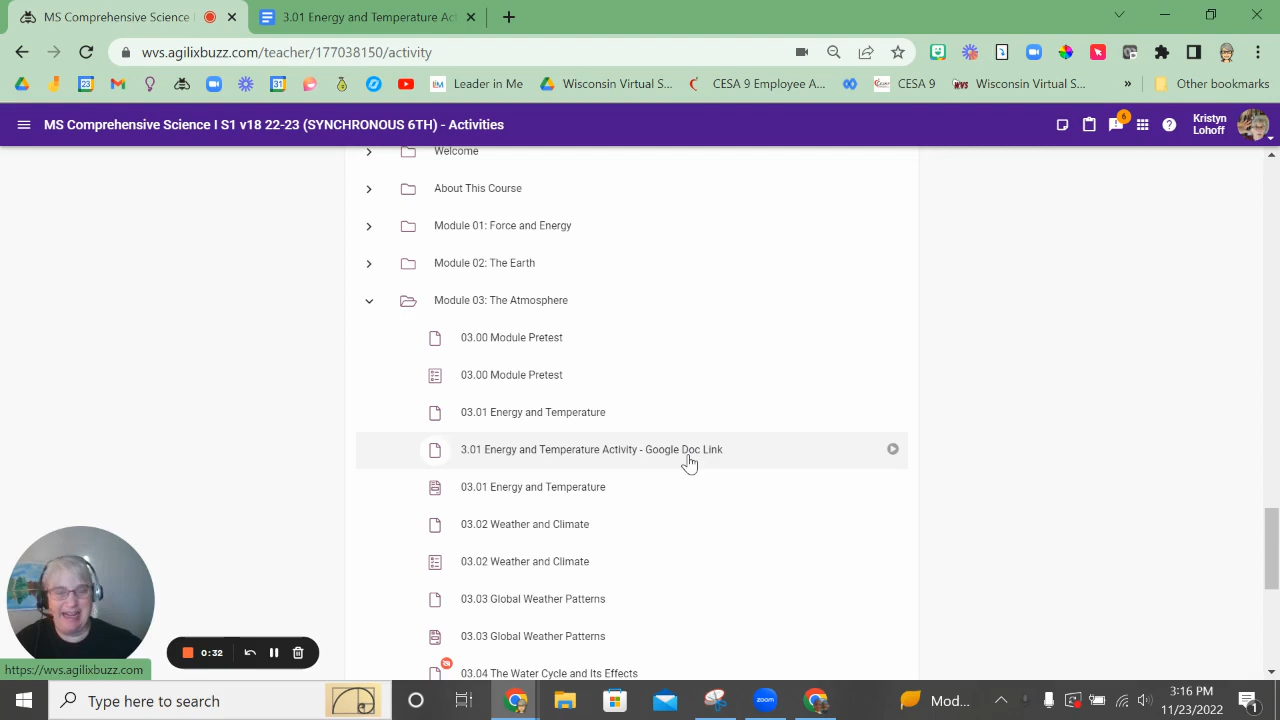 MS Comprehensive Science I
3.01 Energy and Temperature Act
wvs.agilixbuzz.com/teacher/177038150/activity
Leader in Me
Wisconsin Virtual S...
CESA 9 Employee A...
CESA 9
Wisconsin Virtual S...
»
Other bookmarks
MS Comprehensive Science I S1 v18 22-23 (SYNCHRONOUS 6TH) - Activities
6
Kristyn
Lohoff
Welcome
About This Course
Module 01: Force and Energy
Module 02: The Earth
Module 03: The Atmosphere
03.00 Module Pretest
03.00 Module Pretest
03.01 Energy and Temperature
3.01 Energy and Temperature Activity - Google Doc Link
03.01 Energy and Temperature
03.02 Weather and Climate
03.02 Weather and Climate
03.03 Global Weather Patterns
03.03 Global Weather Patterns
03.04 The Water Cycle and Its Effects
0:32
https://wvs.agilixbuzz.com
Type here to search
zoom
Mod...
3:16 PM
11/23/2022
1